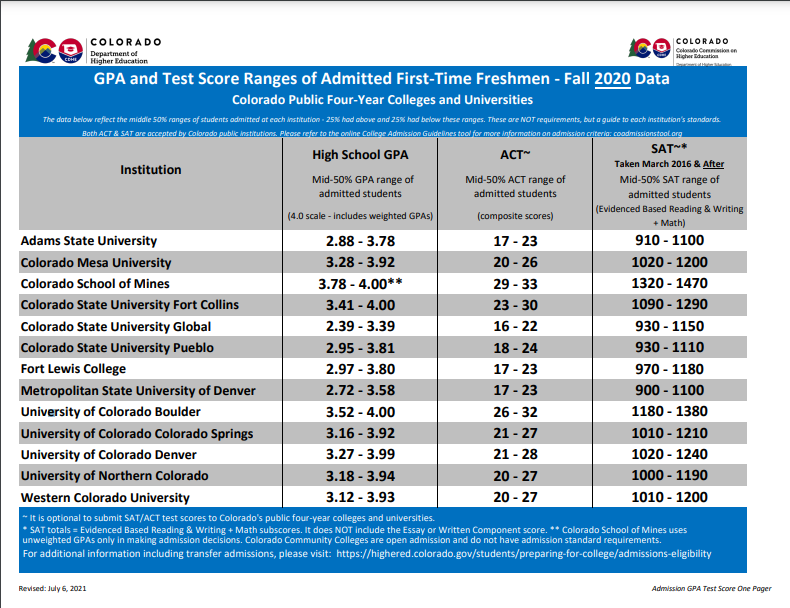 COLORADO
Department of
Higher Education
CDHE
COLORADO
Colorado Commission on
Higher Education
Department of Higher Education
GPA and Test Score Ranges of Admitted First-Time Freshmen - Fall 2020 Data
Colorado Public Four-Year Colleges and Universities
The data below reflect the middle 50% ranges of students admitted at each institution - 25% had above and 25% had below these ranges. These are NOT requirements, but a guide to each institution's standards.
Both ACT & SAT are accepted by Colorado public institutions. Please refer to the online College Admission Guidelines tool for more information on admission criteria: coadmissionstool.org
Institution
High School GPA
Mid-50% GPA range of
admitted students
(4.0 scale - includes weighted GPAs)
ACT~
Mid-50% ACT range of
admitted students
(composite scores)
SAT~*
Taken March 2016 & After
Mid-50% SAT range of
admitted students
(Evidenced Based Reading & Writing
+ Math)
Adams State University 2.88 - 3.78 17 - 23 910 - 1100
Colorado Mesa University 3.28 - 3.92 20 - 26 1020 - 1200
Colorado School of Mines 3.78 - 4.00** 29 - 33 1320 - 1470
Colorado State University Fort Collins 3.41 - 4.00 23 - 30 1090 - 1290
Colorado State University Global 2.39 - 3.39 16 - 22 930 - 1150
Colorado State University Pueblo 2.95 - 3.81 18 - 24 930 - 1110
Fort Lewis College 2.97 - 3.80 17 - 23 970 - 1180
Metropolitan State University of Denver 2.72 - 3.58 17 - 23 900 - 1100
University of Colorado Boulder 3.52 - 4.00 26 - 32 1180 - 1380
University of Colorado Colorado Springs 3.16 - 3.92 21 - 27 1010 - 1210
University of Colorado Denver 3.27 - 3.99 21 - 28 1020 - 1240
University of Northern Colorado 3.18 - 3.94 20 - 27 1000 - 1190
Western Colorado University 3.12 - 3.93 20 - 27 1010 - 1200
~ It is optional to submit SAT/ACT test scores to Colorado's public four-year colleges and universities.
* SAT totals = Evidenced Based Reading & Writing + Math subscores. It does NOT include the Essay or Written Component score. ** Colorado School of Mines uses
unweighted GPAs only in making admission decisions. Colorado Community Colleges are open admission and do not have admission standard requirements.
For additional information including transfer admissions, please visit: https://highered.colorado.gov/students/preparing-for-college/admissions-eligibility
Revised: July 6, 2021
Admission GPA Test Score One Pager